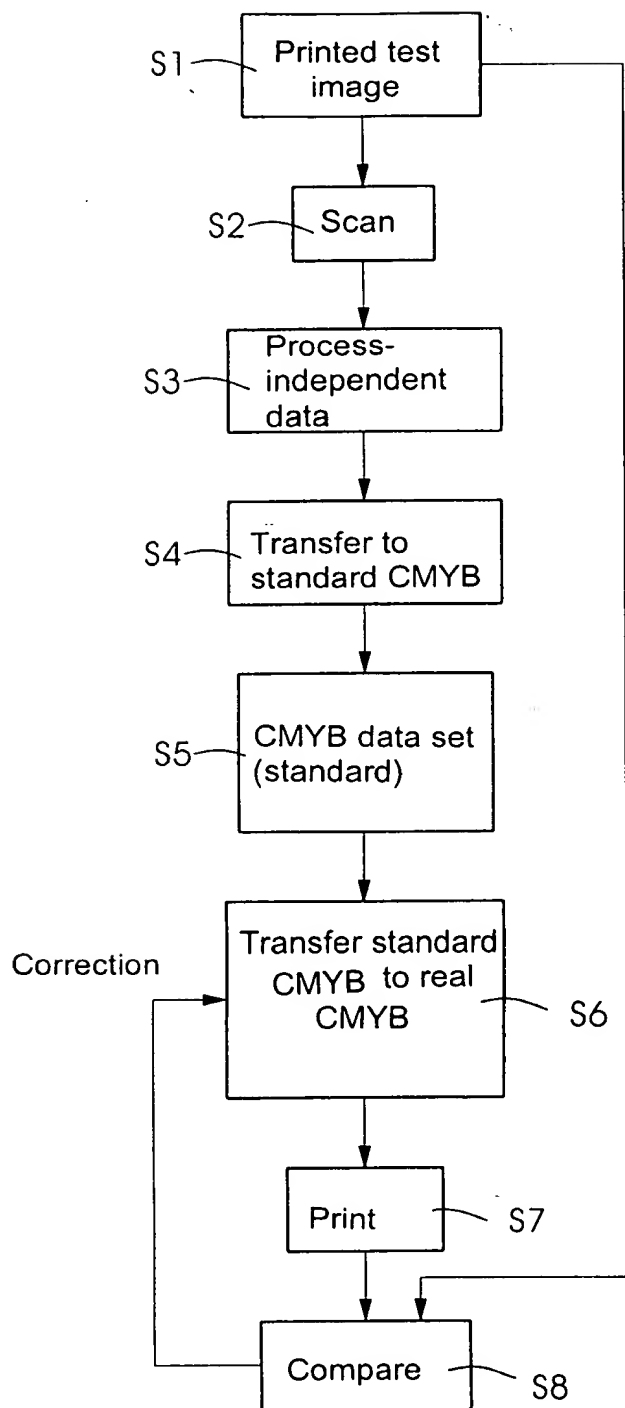 S1
Printed test
image
S2
Scan
S3
Process-
independent
data
S4
Transfer to
standard CMYB
S5
CMYB data set
(standard)
Correction
Transfer standard
CMYB to real
CMYB
S6
Print
S7
Compare
S8